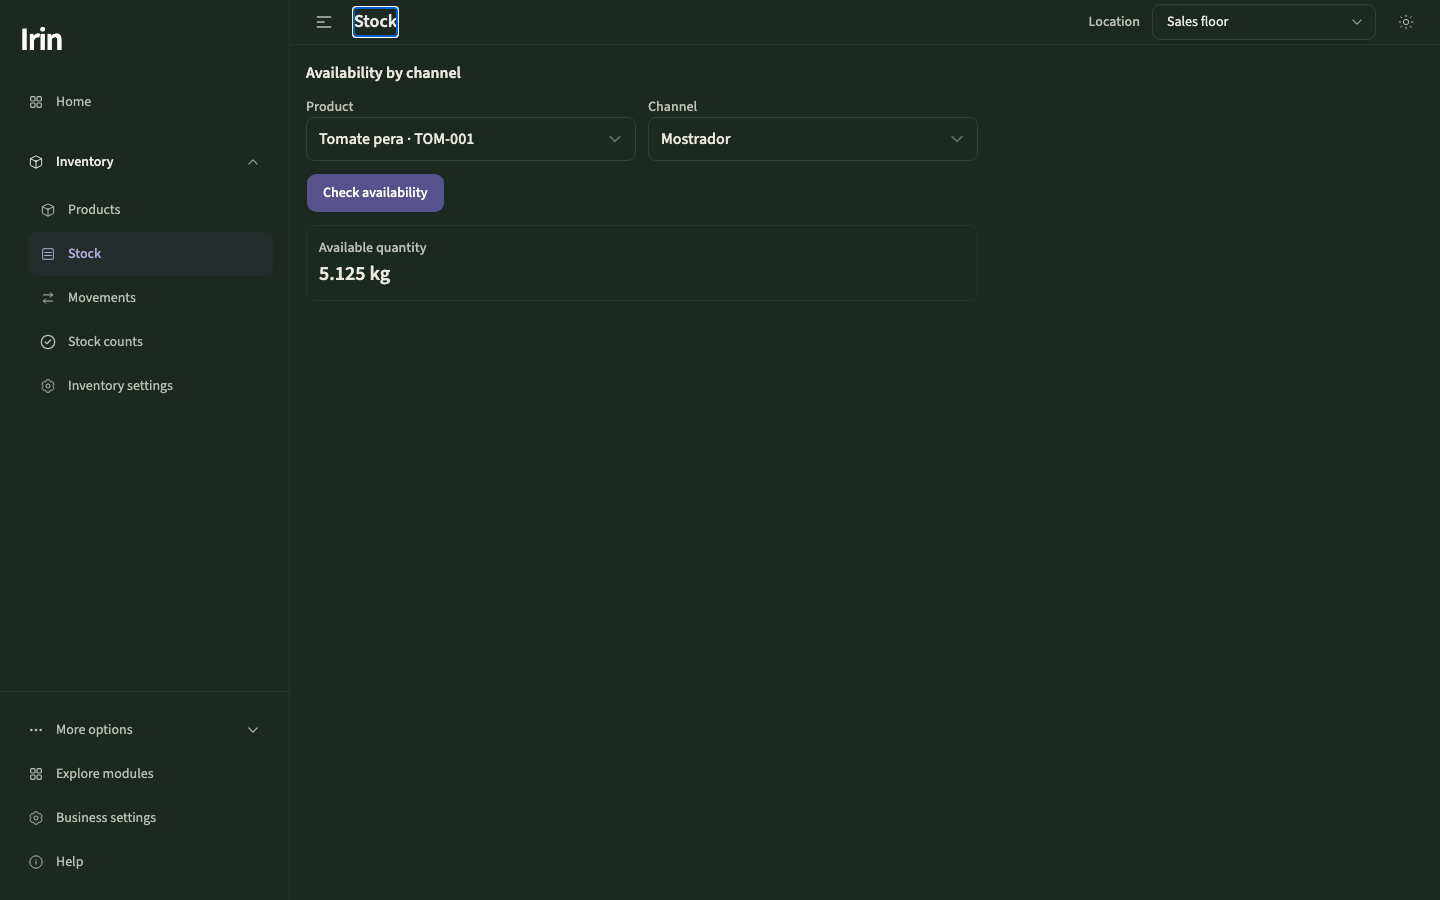 Irin
Stock
Location
Sales floor
Home
Inventory
Products
Stock
Movements
Stock counts
Inventory settings
More options
Explore modules
Business settings
Help
Availability by channel
Product
Channel
Tomate pera · TOM-001
Mostrador
Check availability
Available quantity
5.125 kg